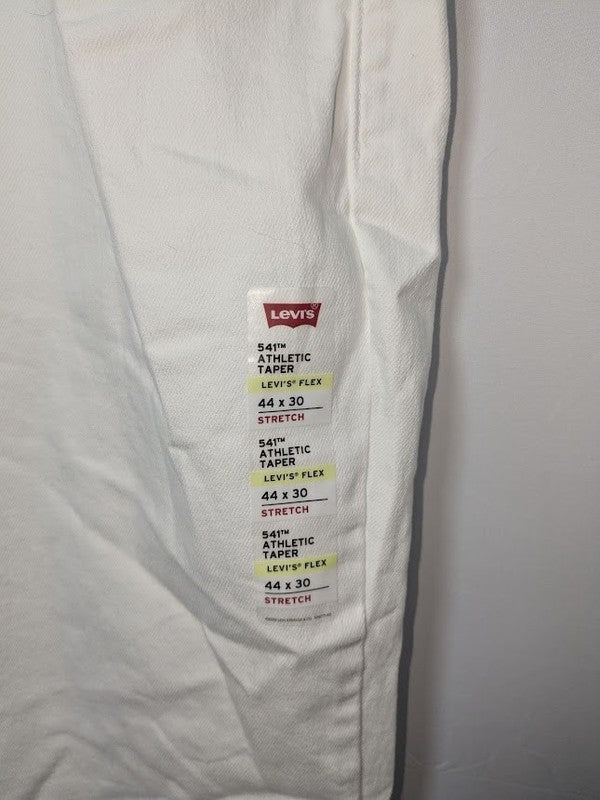 Levi's®
541™
ATHLETIC
TAPER
LEVI'S® FLEX
44 x 30
STRETCH
541™
ATHLETIC
TAPER
LEVI'S® FLEX
44 x 30
STRETCH
541™
ATHLETIC
TAPER
LEVI'S® FLEX
44 x 30
STRETCH